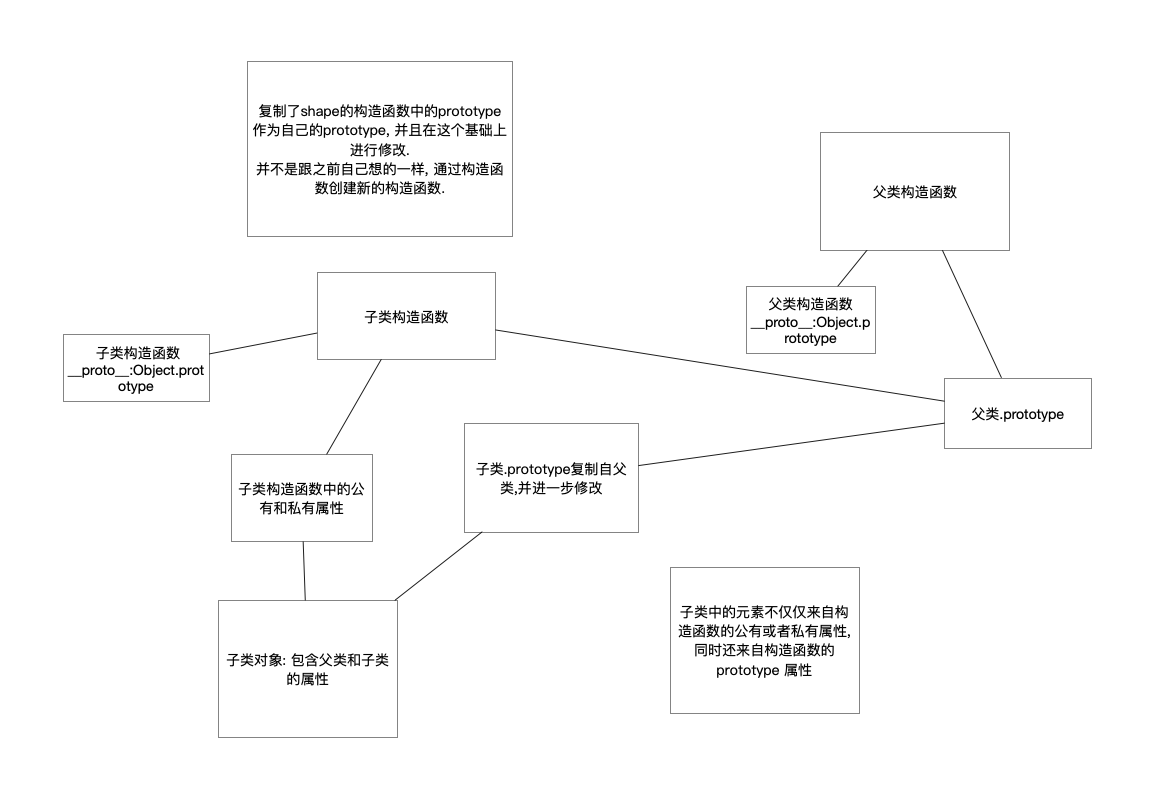 复制了shape的构造函数中的prototype
作为自己的prototype, 并且在这个基础上
进行修改.
并不是跟之前自己想的一样, 通过构造函
数创建新的构造函数.
父类构造函数
子类构造函数
父类构造函数
__proto__:Object.p
rototype
子类构造函数
__proto__:Object.prot
otype
父类.prototype
子类.prototype复制自父
类,并进一步修改
子类构造函数中的公
有和私有属性
子类中的元素不仅仅来自构
造函数的公有或者私有属性,
同时还来自构造函数的
prototype 属性
子类对象: 包含父类和子类
的属性